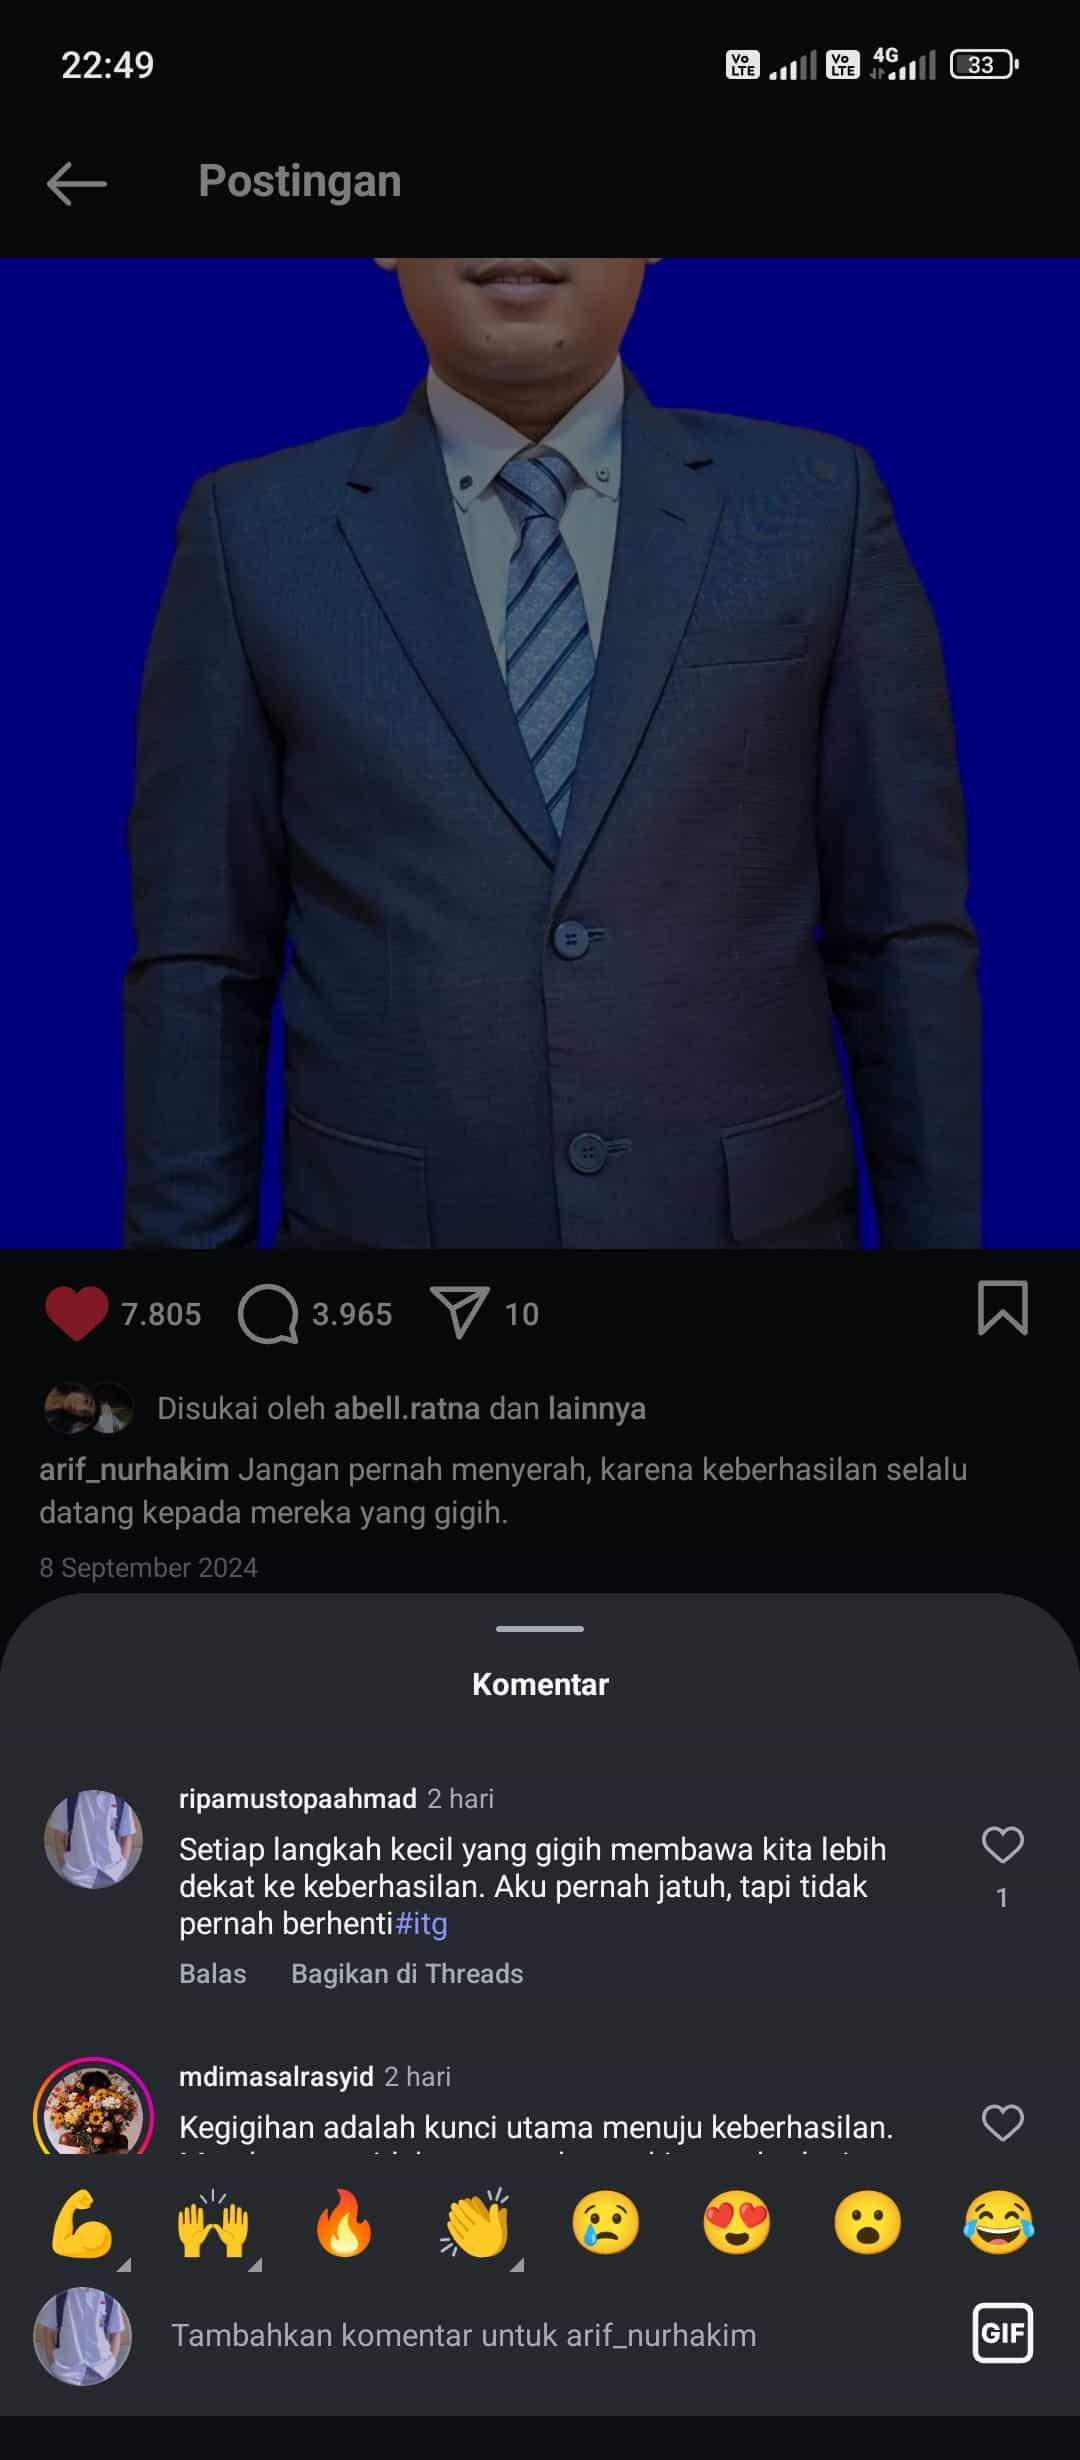 22:49
Vo LTE Vo LTE 4G 33
Postingan
7.805 3.965 10
Disukai oleh abell.ratna dan lainnya
arif_nurhakim Jangan pernah menyerah, karena keberhasilan selalu
datang kepada mereka yang gigih.
8 September 2024
Komentar
ripamustopaahmad 2 hari
Setiap langkah kecil yang gigih membawa kita lebih
dekat ke keberhasilan. Aku pernah jatuh, tapi tidak
pernah berhenti#itg
1
Balas Bagikan di Threads
mdimasalrasyid 2 hari
Kegigihan adalah kunci utama menuju keberhasilan.
Tambahkan komentar untuk arif_nurhakim
GIF